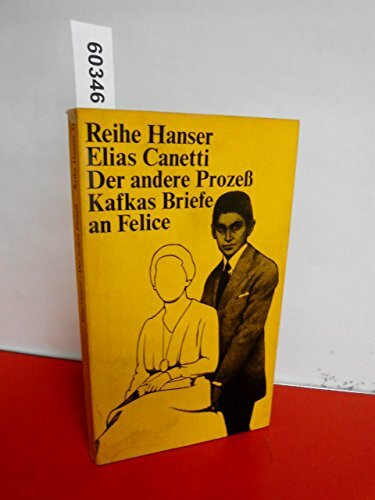 60346
Reihe Hanser
Elias Canetti
Der andere Prozeß
Kafkas Briefe
an Felice